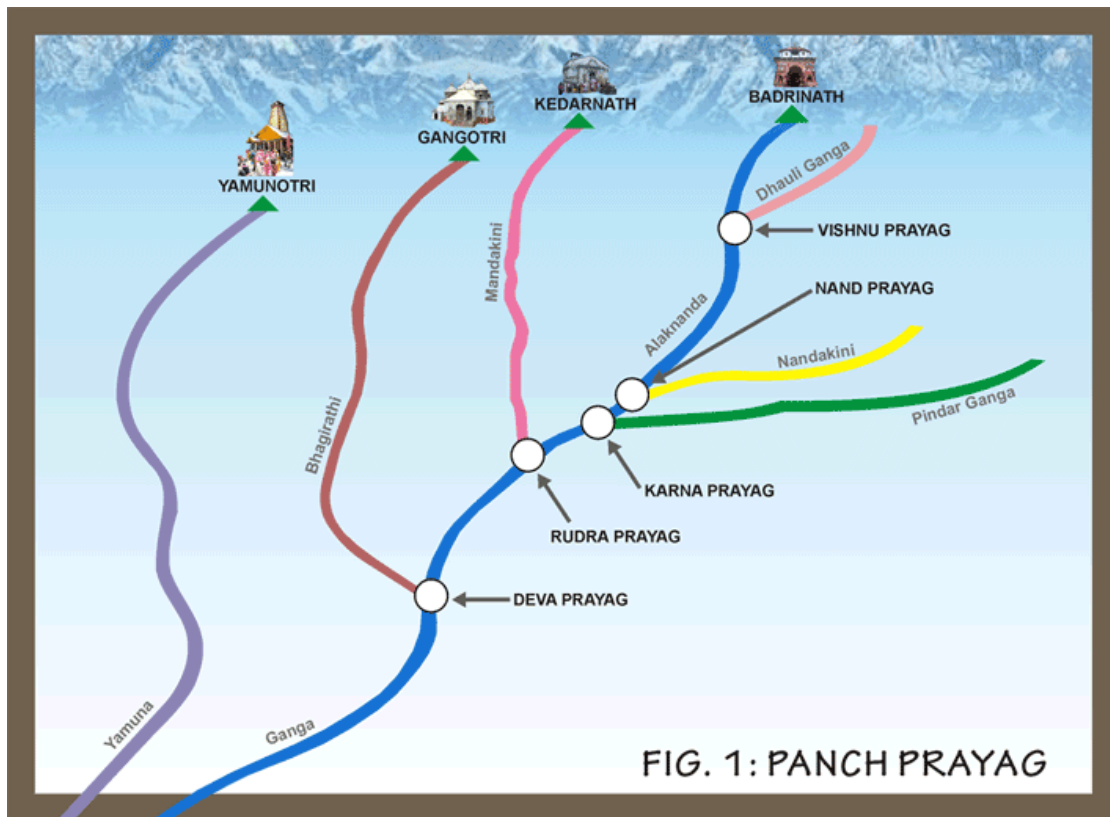 BADRINATH
KEDARNATH
GANGOTRI
YAMUNOTRI
Dhauli Ganga
VISHNU PRAYAG
Mandakini
NAND PRAYAG
Alaknanda
Nandakini
Pindar Ganga
Bhagirathi
KARNA PRAYAG
RUDRA PRAYAG
DEVA PRAYAG
Yamuna
Ganga
FIG. 1: PANCH PRAYAG